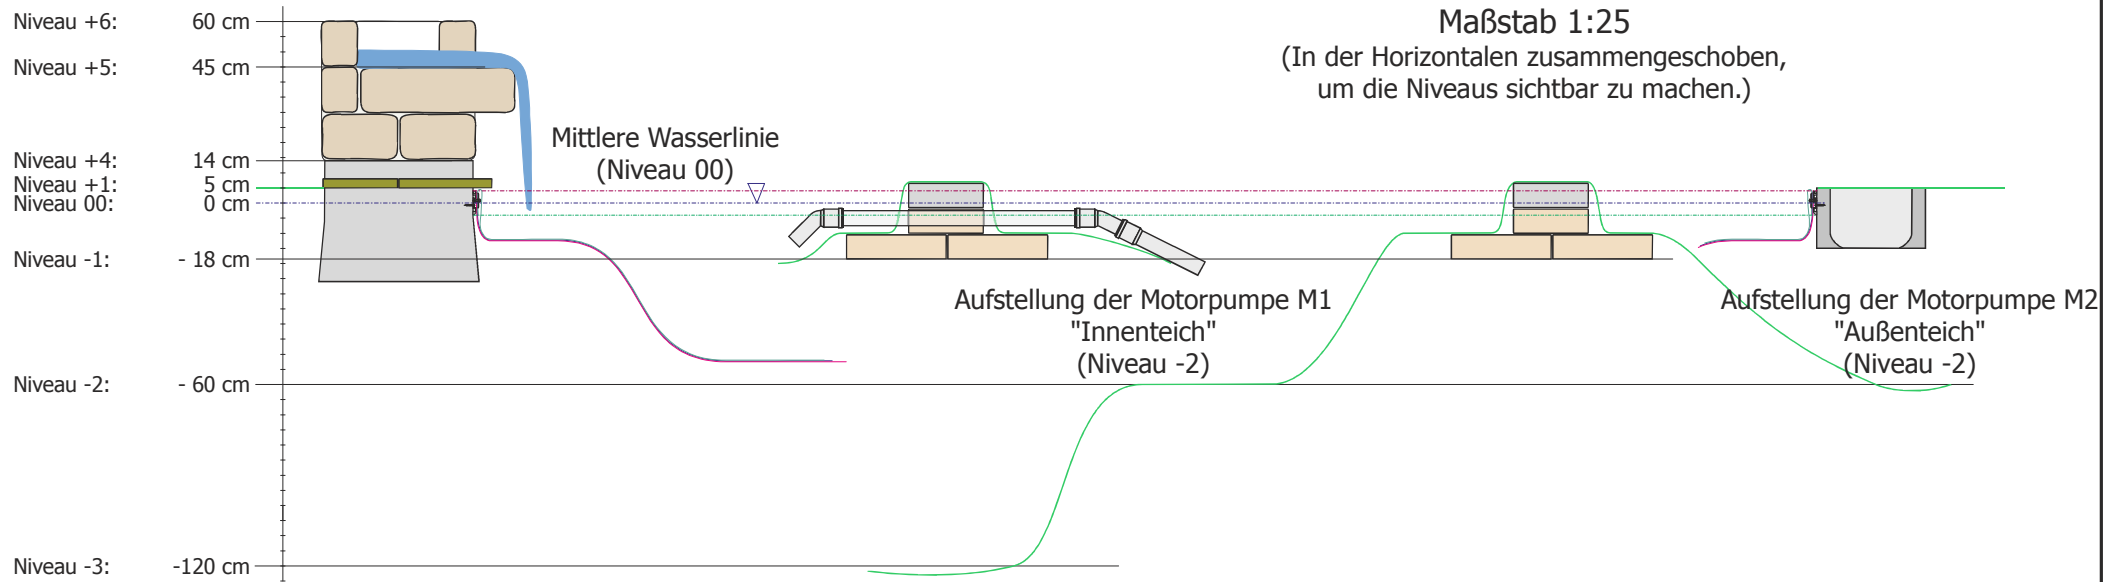 Niveau +6: 60 cm
Niveau +5: 45 cm
Niveau +4: 14 cm
Niveau +1: 5 cm
Niveau 00: 0 cm
Niveau -1: - 18 cm
Niveau -2: - 60 cm
Niveau -3: -120 cm
Maßstab 1:25
(In der Horizontalen zusammengeschoben,
um die Niveaus sichtbar zu machen.)
Mittlere Wasserlinie
(Niveau 00)
Aufstellung der Motorpumpe M1
"Innenteich"
(Niveau -2)
Aufstellung der Motorpumpe M2
"Außenteich"
(Niveau -2)